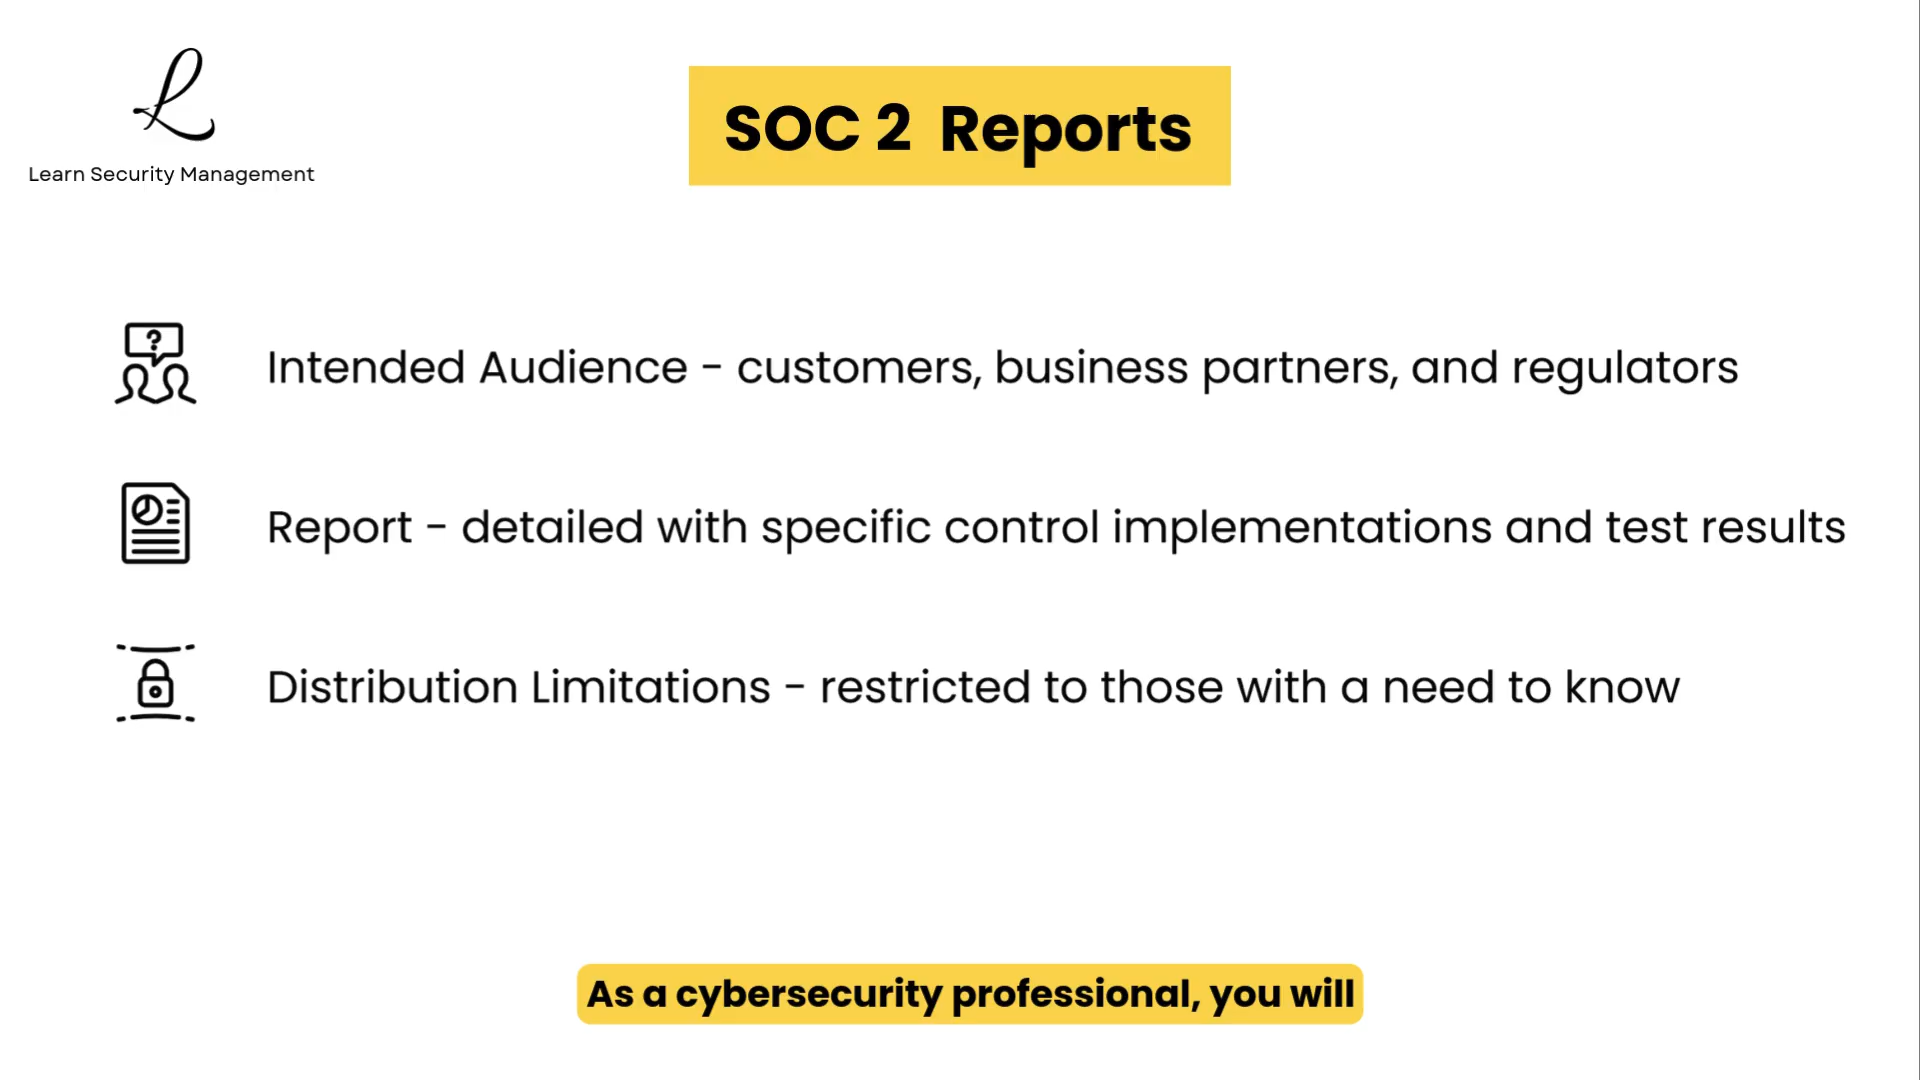 L
Learn Security Management
SOC 2 Reports
?
Intended Audience - customers, business partners, and regulators
Report - detailed with specific control implementations and test results
Distribution Limitations - restricted to those with a need to know
As a cybersecurity professional, you will